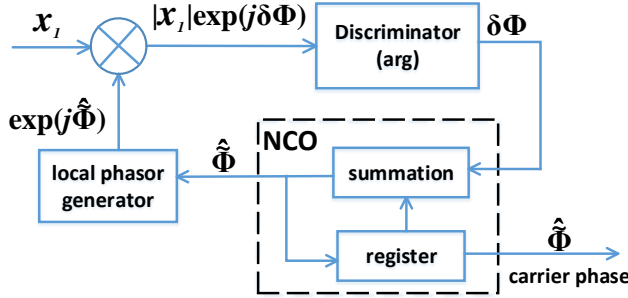 x₁
|x₁|exp(jδΦ)
Discriminator
(arg)
δΦ
exp(jΦ̃̂)
NCO
Φ̃̂
local phasor
generator
summation
register
Φ̃̂
carrier phase